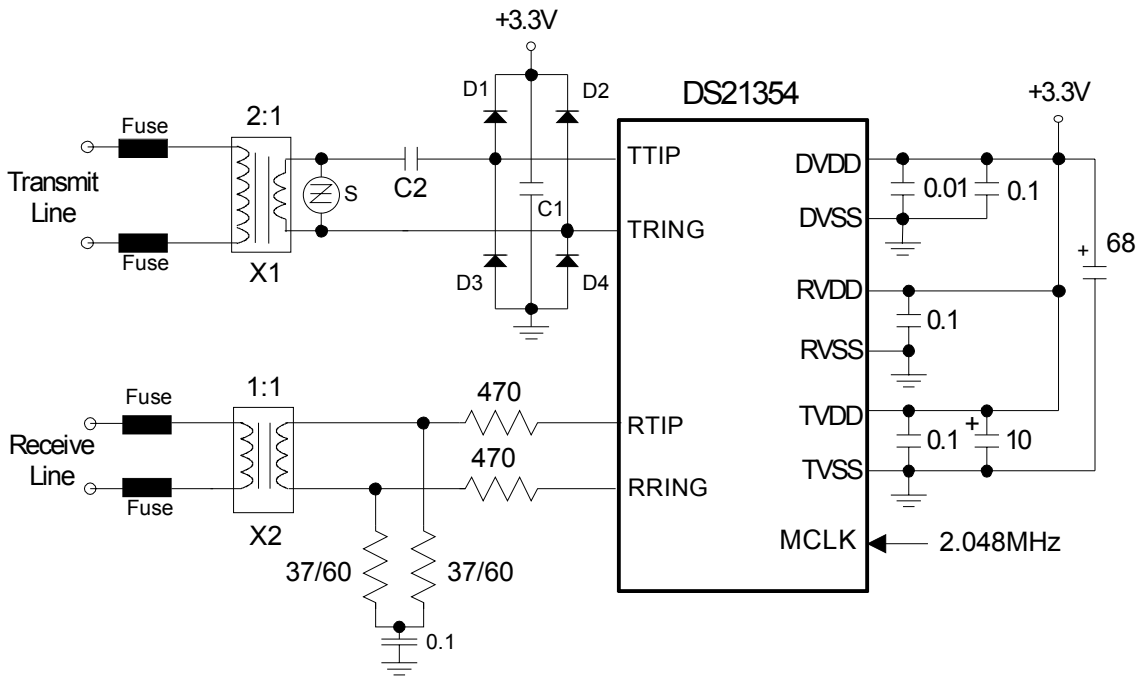 +3.3V
D1
D2
DS21354
+3.3V
Fuse
2:1
TTIP
DVDD
Transmit
Line
S
C2
C1
0.01
0.1
TRING
DVSS
68
+
Fuse
X1
D3
D4
RVDD
0.1
RVSS
Fuse
1:1
470
RTIP
TVDD
Receive
Line
470
0.1
+
10
RRING
TVSS
Fuse
X2
MCLK
2.048MHz
37/60
37/60
0.1